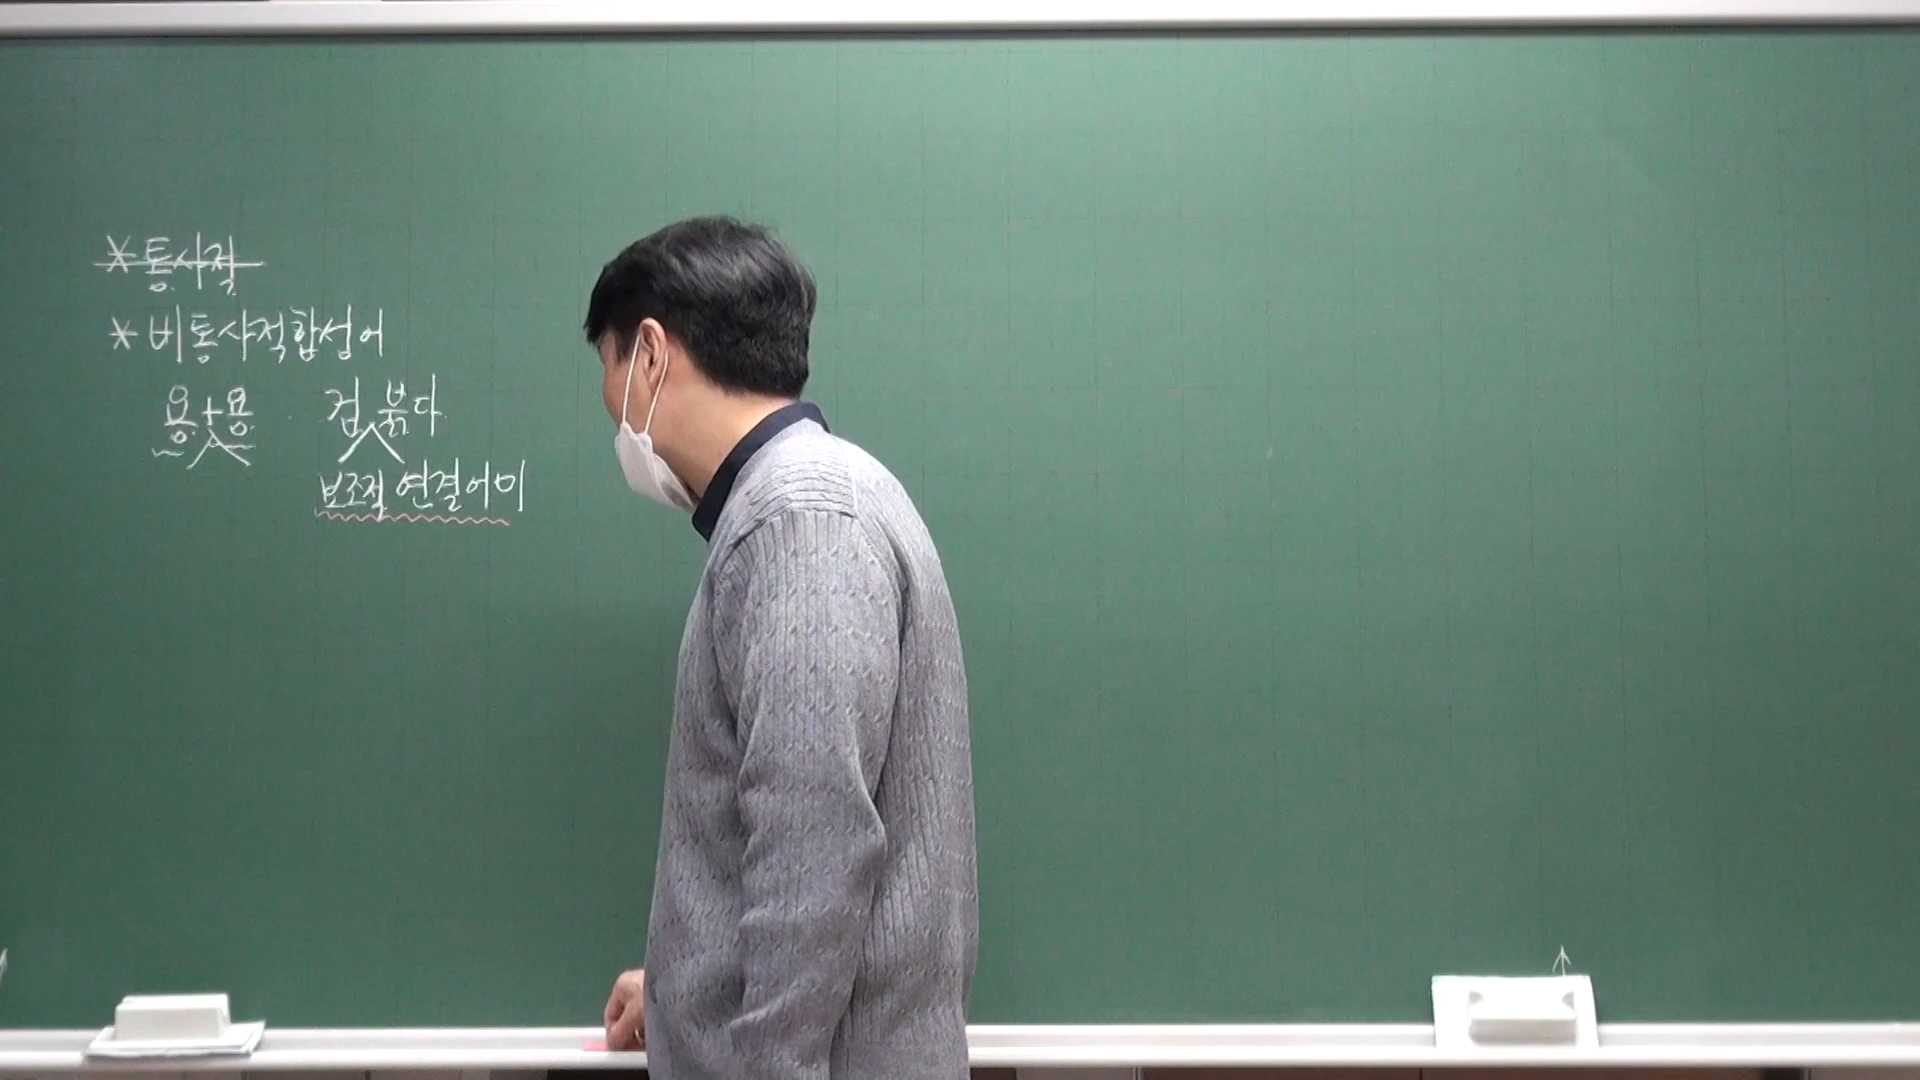 * 통사적
* 비통사적합성어
용+용 검붉다
보조적 연결어미